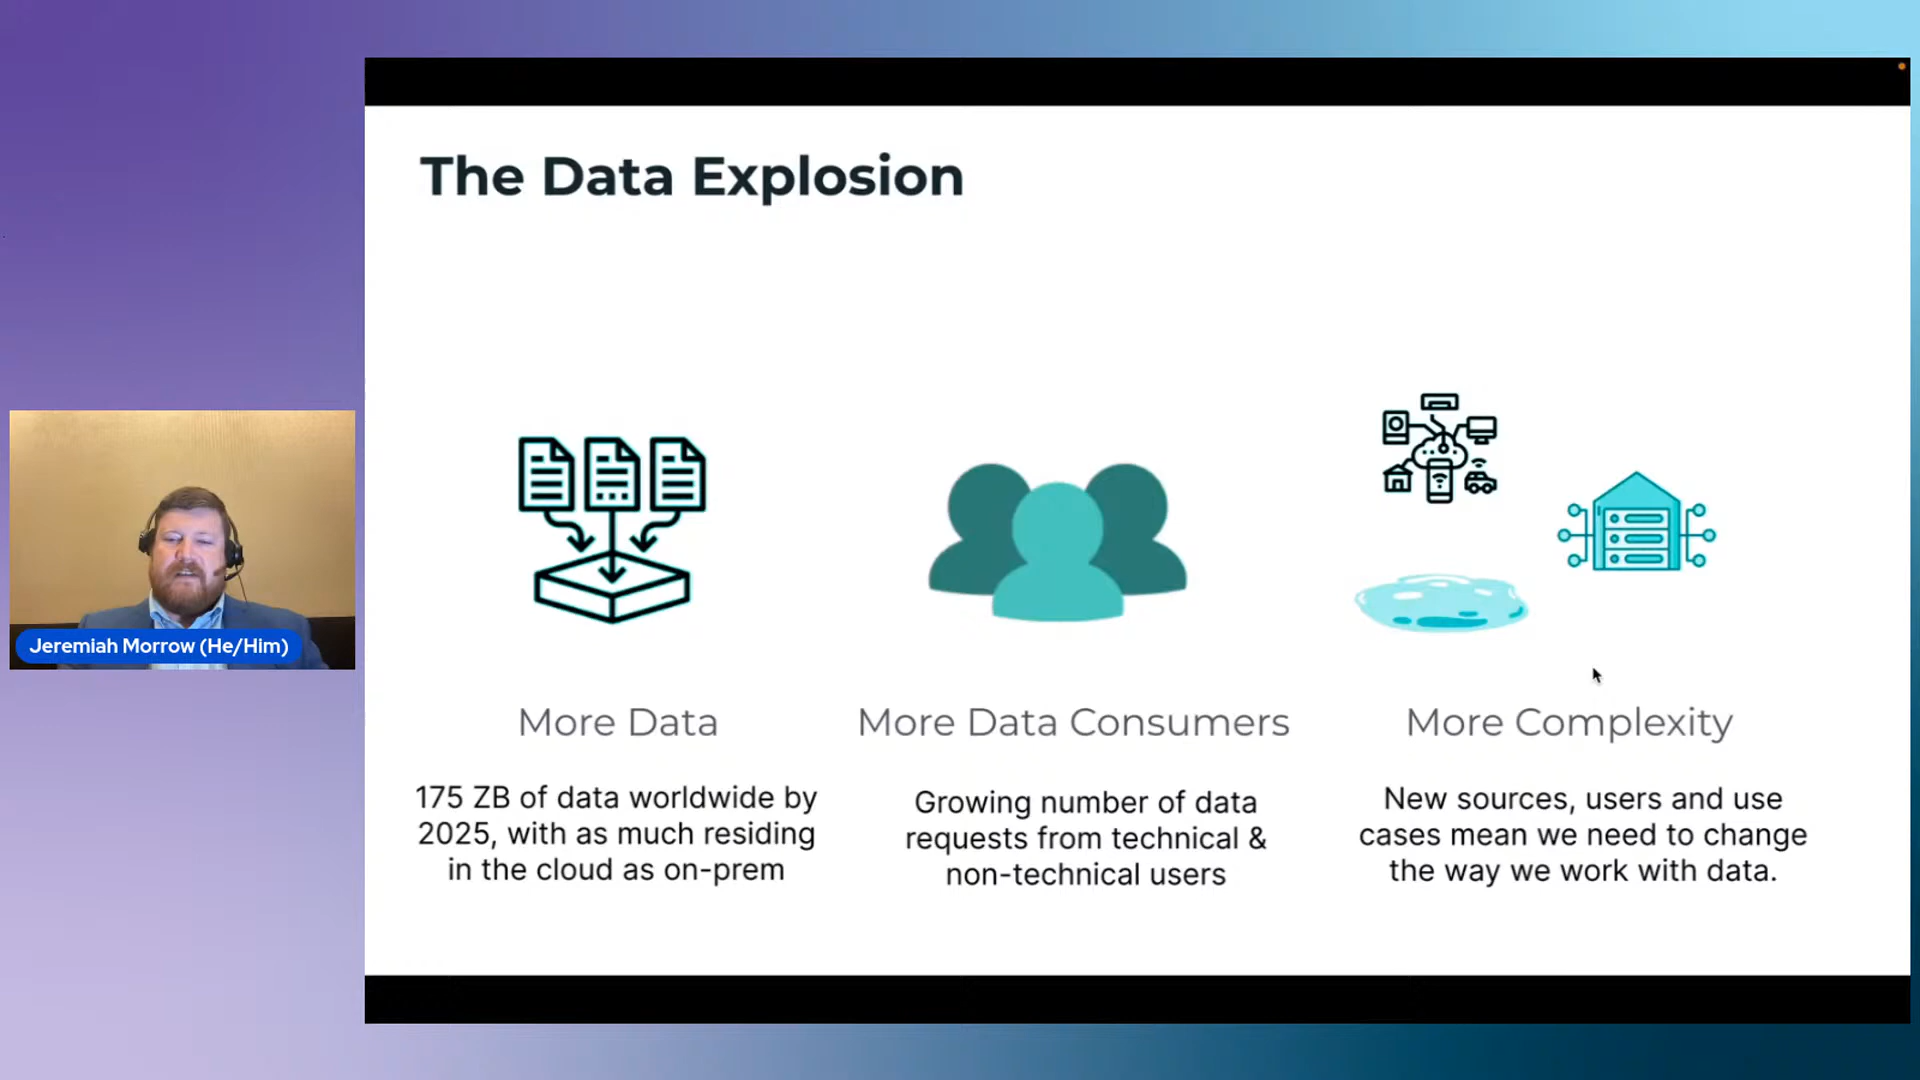 The Data Explosion
Jeremiah Morrow (He/Him)
More Data
175 ZB of data worldwide by
2025, with as much residing
in the cloud as on-prem
More Data Consumers
Growing number of data
requests from technical &
non-technical users
More Complexity
New sources, users and use
cases mean we need to change
the way we work with data.